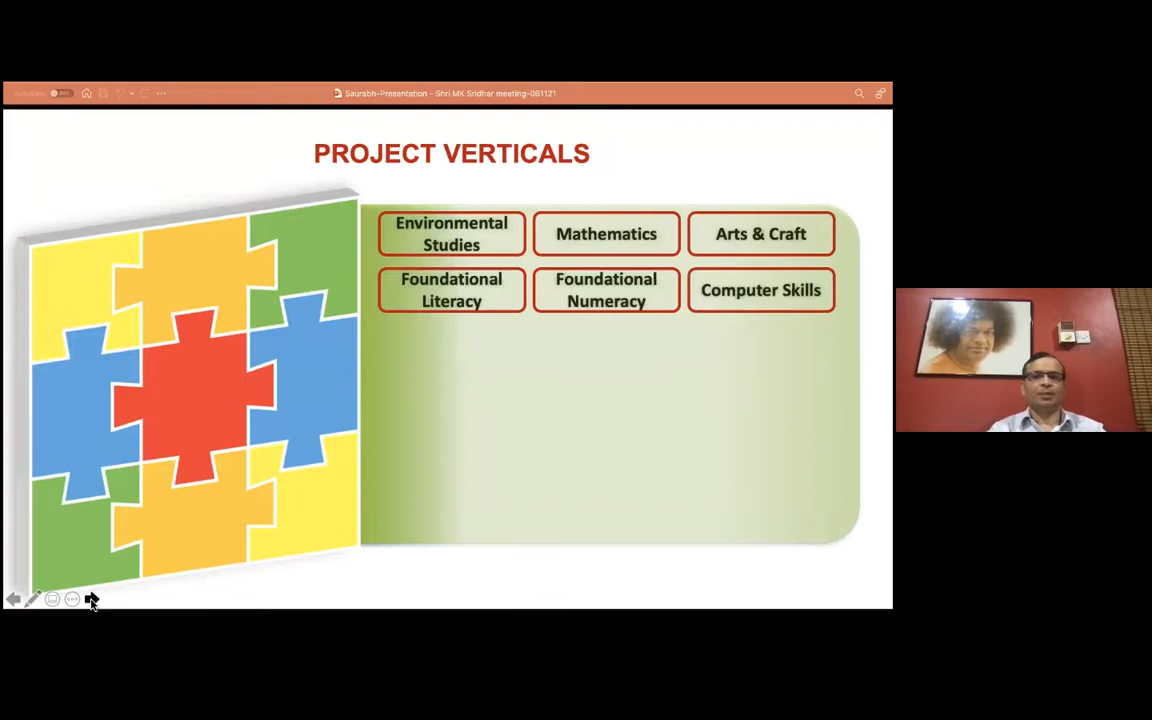 Saurabh-Presentation - Shri MK Sridhar meeting-061121
PROJECT VERTICALS
Environmental
Studies
Mathematics
Arts & Craft
Foundational
Literacy
Foundational
Numeracy
Computer Skills